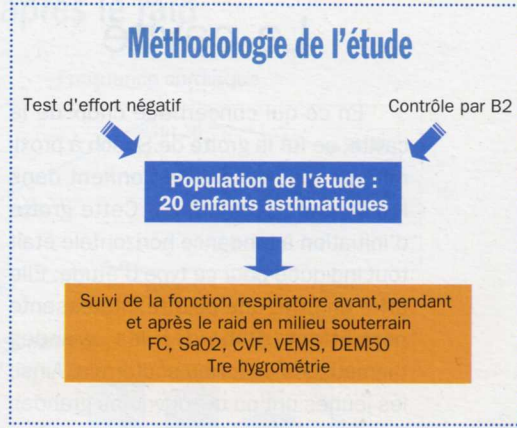 Méthodologie de l'étude
Test d'effort négatif
Contrôle par B2
Population de l'étude :
20 enfants asthmatiques
Suivi de la fonction respiratoire avant, pendant
et après le raid en milieu souterrain
FC, Sa02, CVF, VEMS, DEM50
Tre hygrométrie